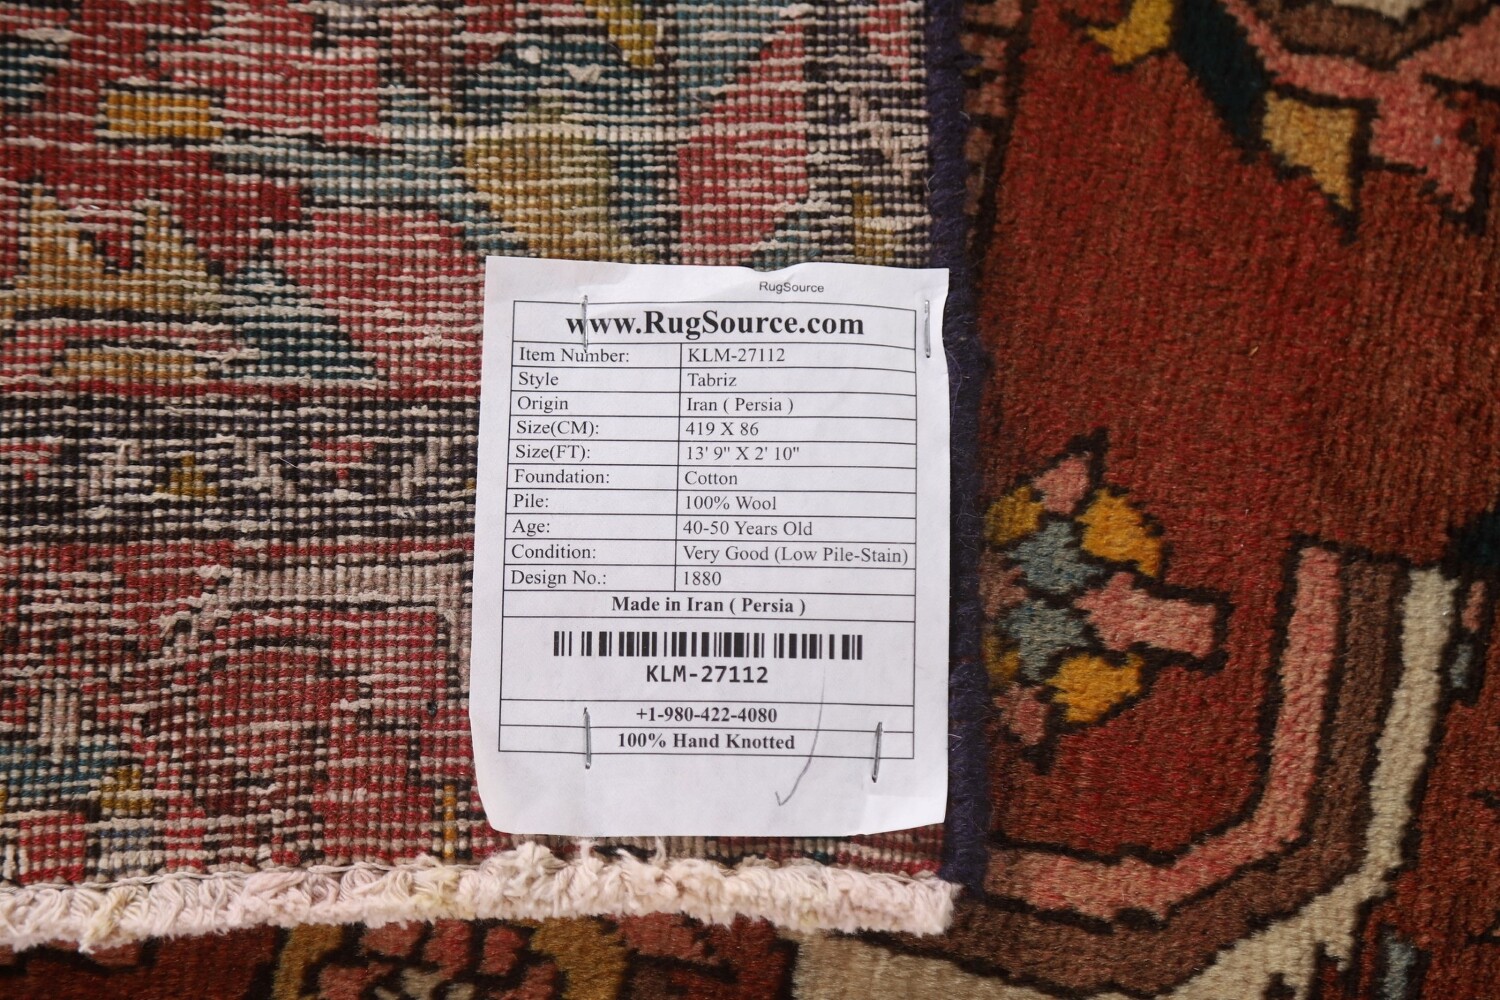 RugSource
www.RugSource.com
Item Number: KLM-27112
Style Tabriz
Origin Iran ( Persia )
Size(CM): 419 X 86
Size(FT): 13' 9" X 2' 10"
Foundation: Cotton
Pile: 100% Wool
Age: 40-50 Years Old
Condition: Very Good (Low Pile-Stain)
Design No.: 1880
Made in Iran ( Persia )
KLM-27112
+1-980-422-4080
100% Hand Knotted